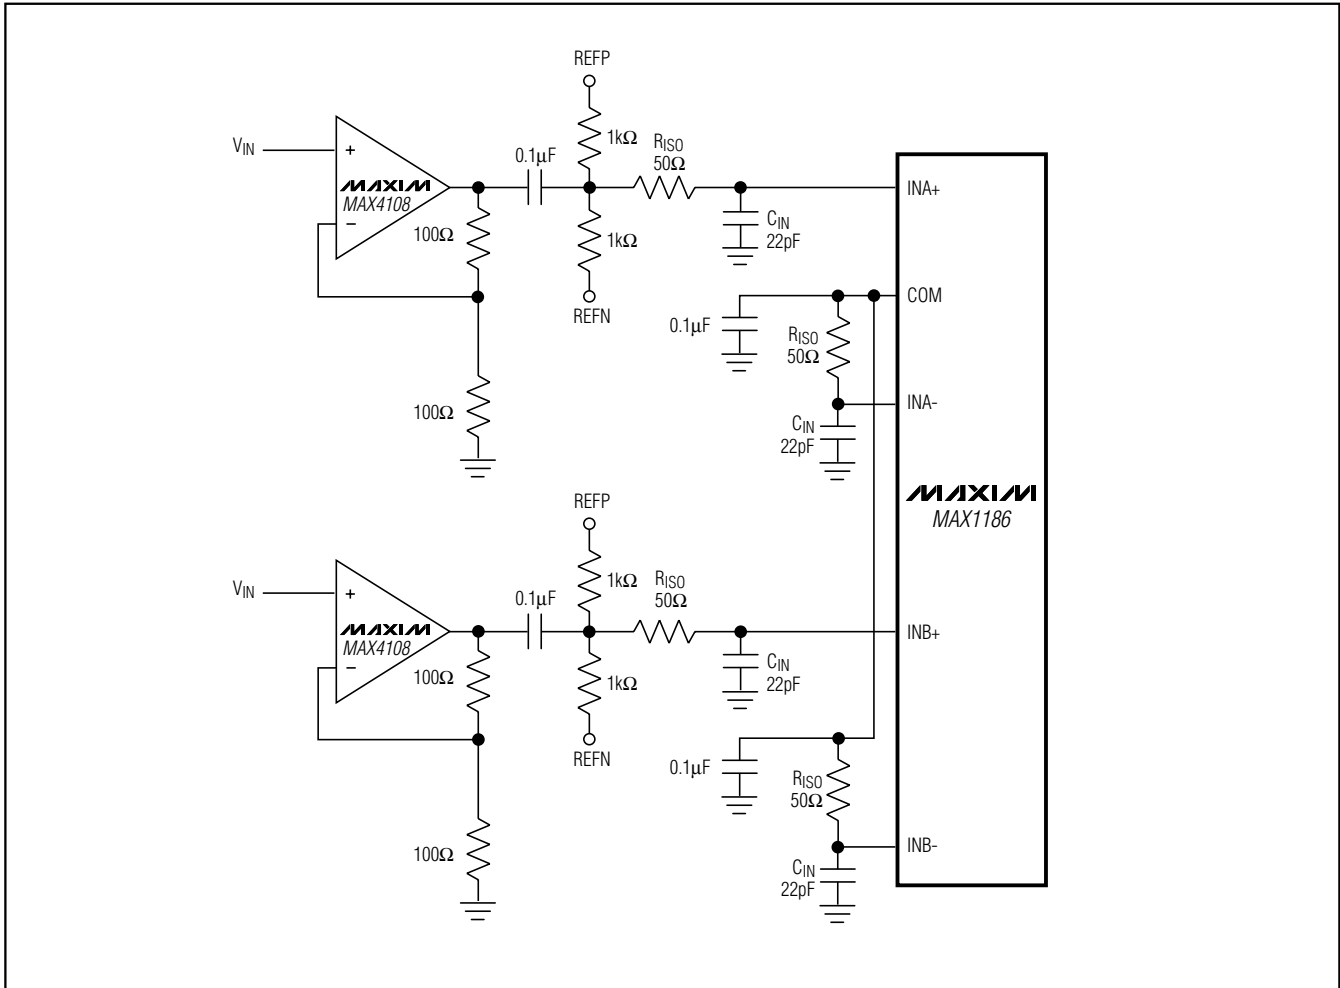 REFP
VIN
+
MAXIM
MAX4108
−
100Ω
100Ω
0.1μF
1kΩ
1kΩ
REFN
RISO
50Ω
CIN
22pF
INA+
COM
0.1μF
RISO
50Ω
INA-
CIN
22pF
MAXIM
MAX1186
REFP
VIN
+
MAXIM
MAX4108
−
100Ω
100Ω
0.1μF
1kΩ
1kΩ
REFN
RISO
50Ω
CIN
22pF
INB+
0.1μF
RISO
50Ω
INB-
CIN
22pF